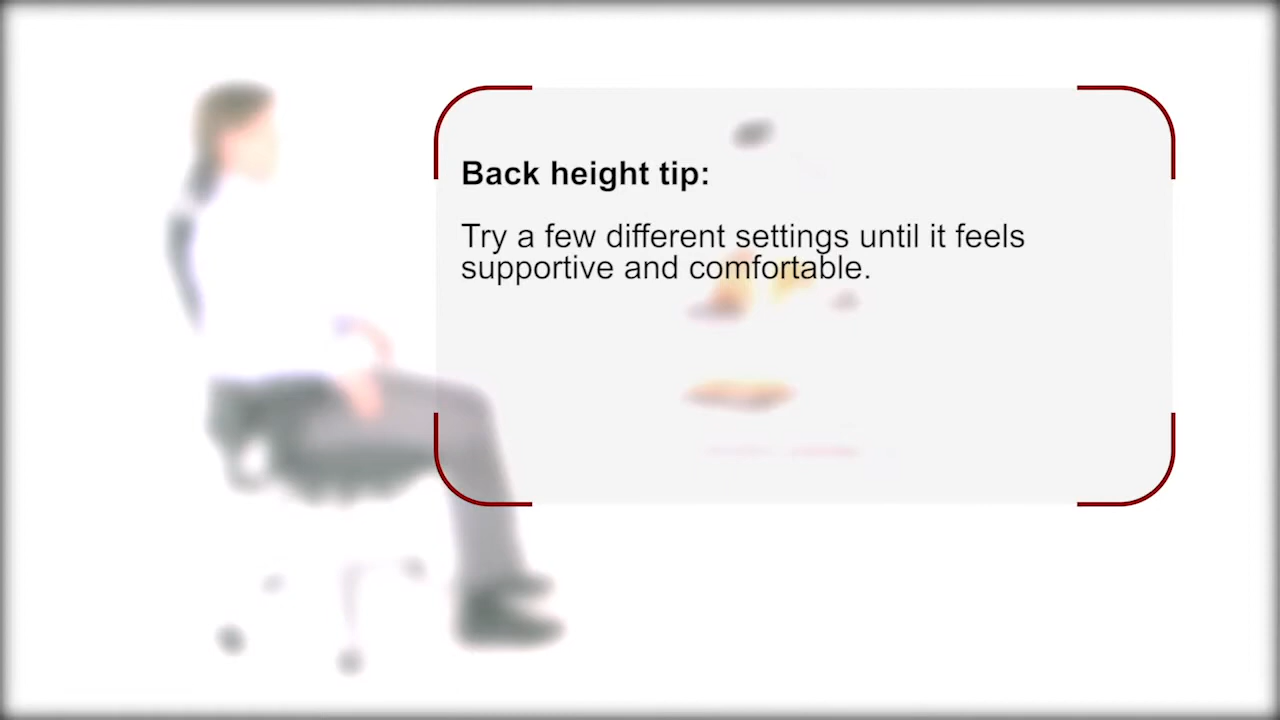 Back height tip:
Try a few different settings until it feels
supportive and comfortable.